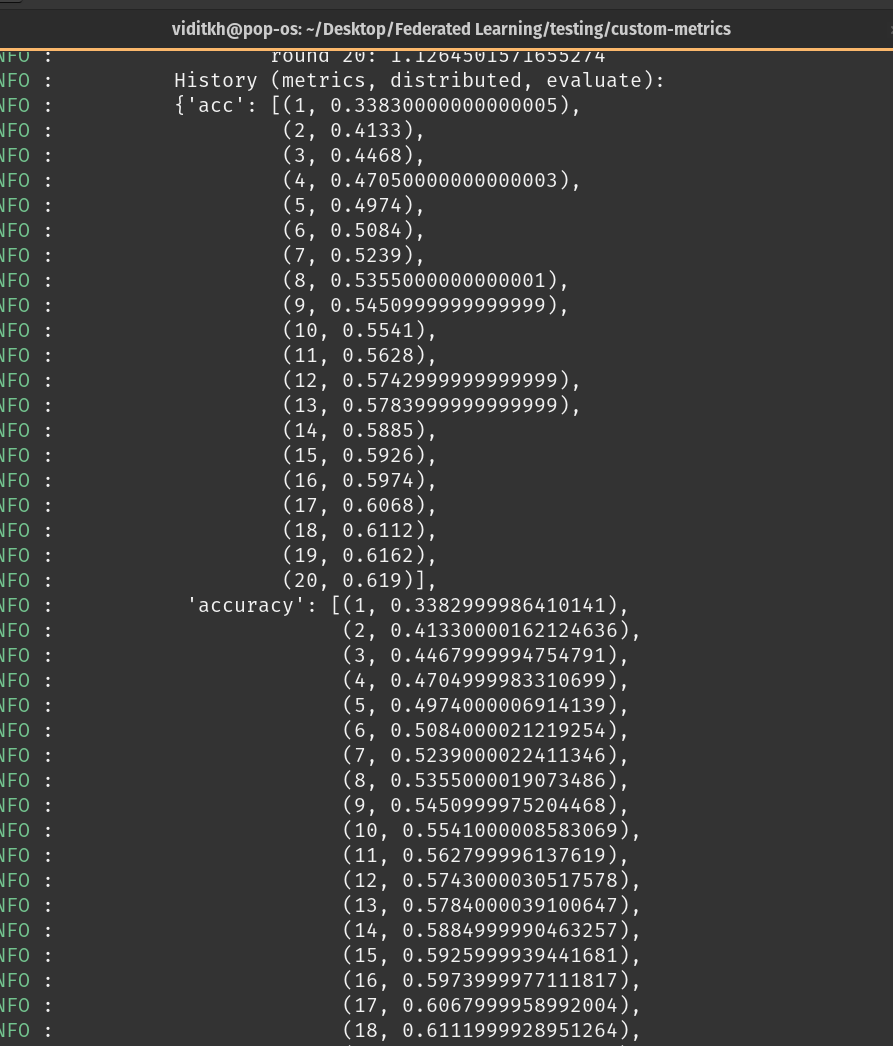 viditkh@pop-os: ~/Desktop/Federated Learning/testing/custom-metrics
NFO : round 20: 1.1264501571655274
NFO : History (metrics, distributed, evaluate):
NFO : {'acc': [(1, 0.33830000000000005),
NFO : (2, 0.4133),
NFO : (3, 0.4468),
NFO : (4, 0.47050000000000003),
NFO : (5, 0.4974),
NFO : (6, 0.5084),
NFO : (7, 0.5239),
NFO : (8, 0.5355000000000001),
NFO : (9, 0.5450999999999999),
NFO : (10, 0.5541),
NFO : (11, 0.5628),
NFO : (12, 0.5742999999999999),
NFO : (13, 0.5783999999999999),
NFO : (14, 0.5885),
NFO : (15, 0.5926),
NFO : (16, 0.5974),
NFO : (17, 0.6068),
NFO : (18, 0.6112),
NFO : (19, 0.6162),
NFO : (20, 0.619)],
NFO : 'accuracy': [(1, 0.3382999986410141),
NFO : (2, 0.41330000162124636),
NFO : (3, 0.4467999994754791),
NFO : (4, 0.4704999983310699),
NFO : (5, 0.4974000006914139),
NFO : (6, 0.5084000021219254),
NFO : (7, 0.5239000022411346),
NFO : (8, 0.5355000019073486),
NFO : (9, 0.5450999975204468),
NFO : (10, 0.5541000008583069),
NFO : (11, 0.562799996137619),
NFO : (12, 0.5743000030517578),
NFO : (13, 0.5784000039100647),
NFO : (14, 0.5884999990463257),
NFO : (15, 0.5925999939441681),
NFO : (16, 0.5973999977111817),
NFO : (17, 0.6067999958992004),
NFO : (18, 0.6111999928951264),